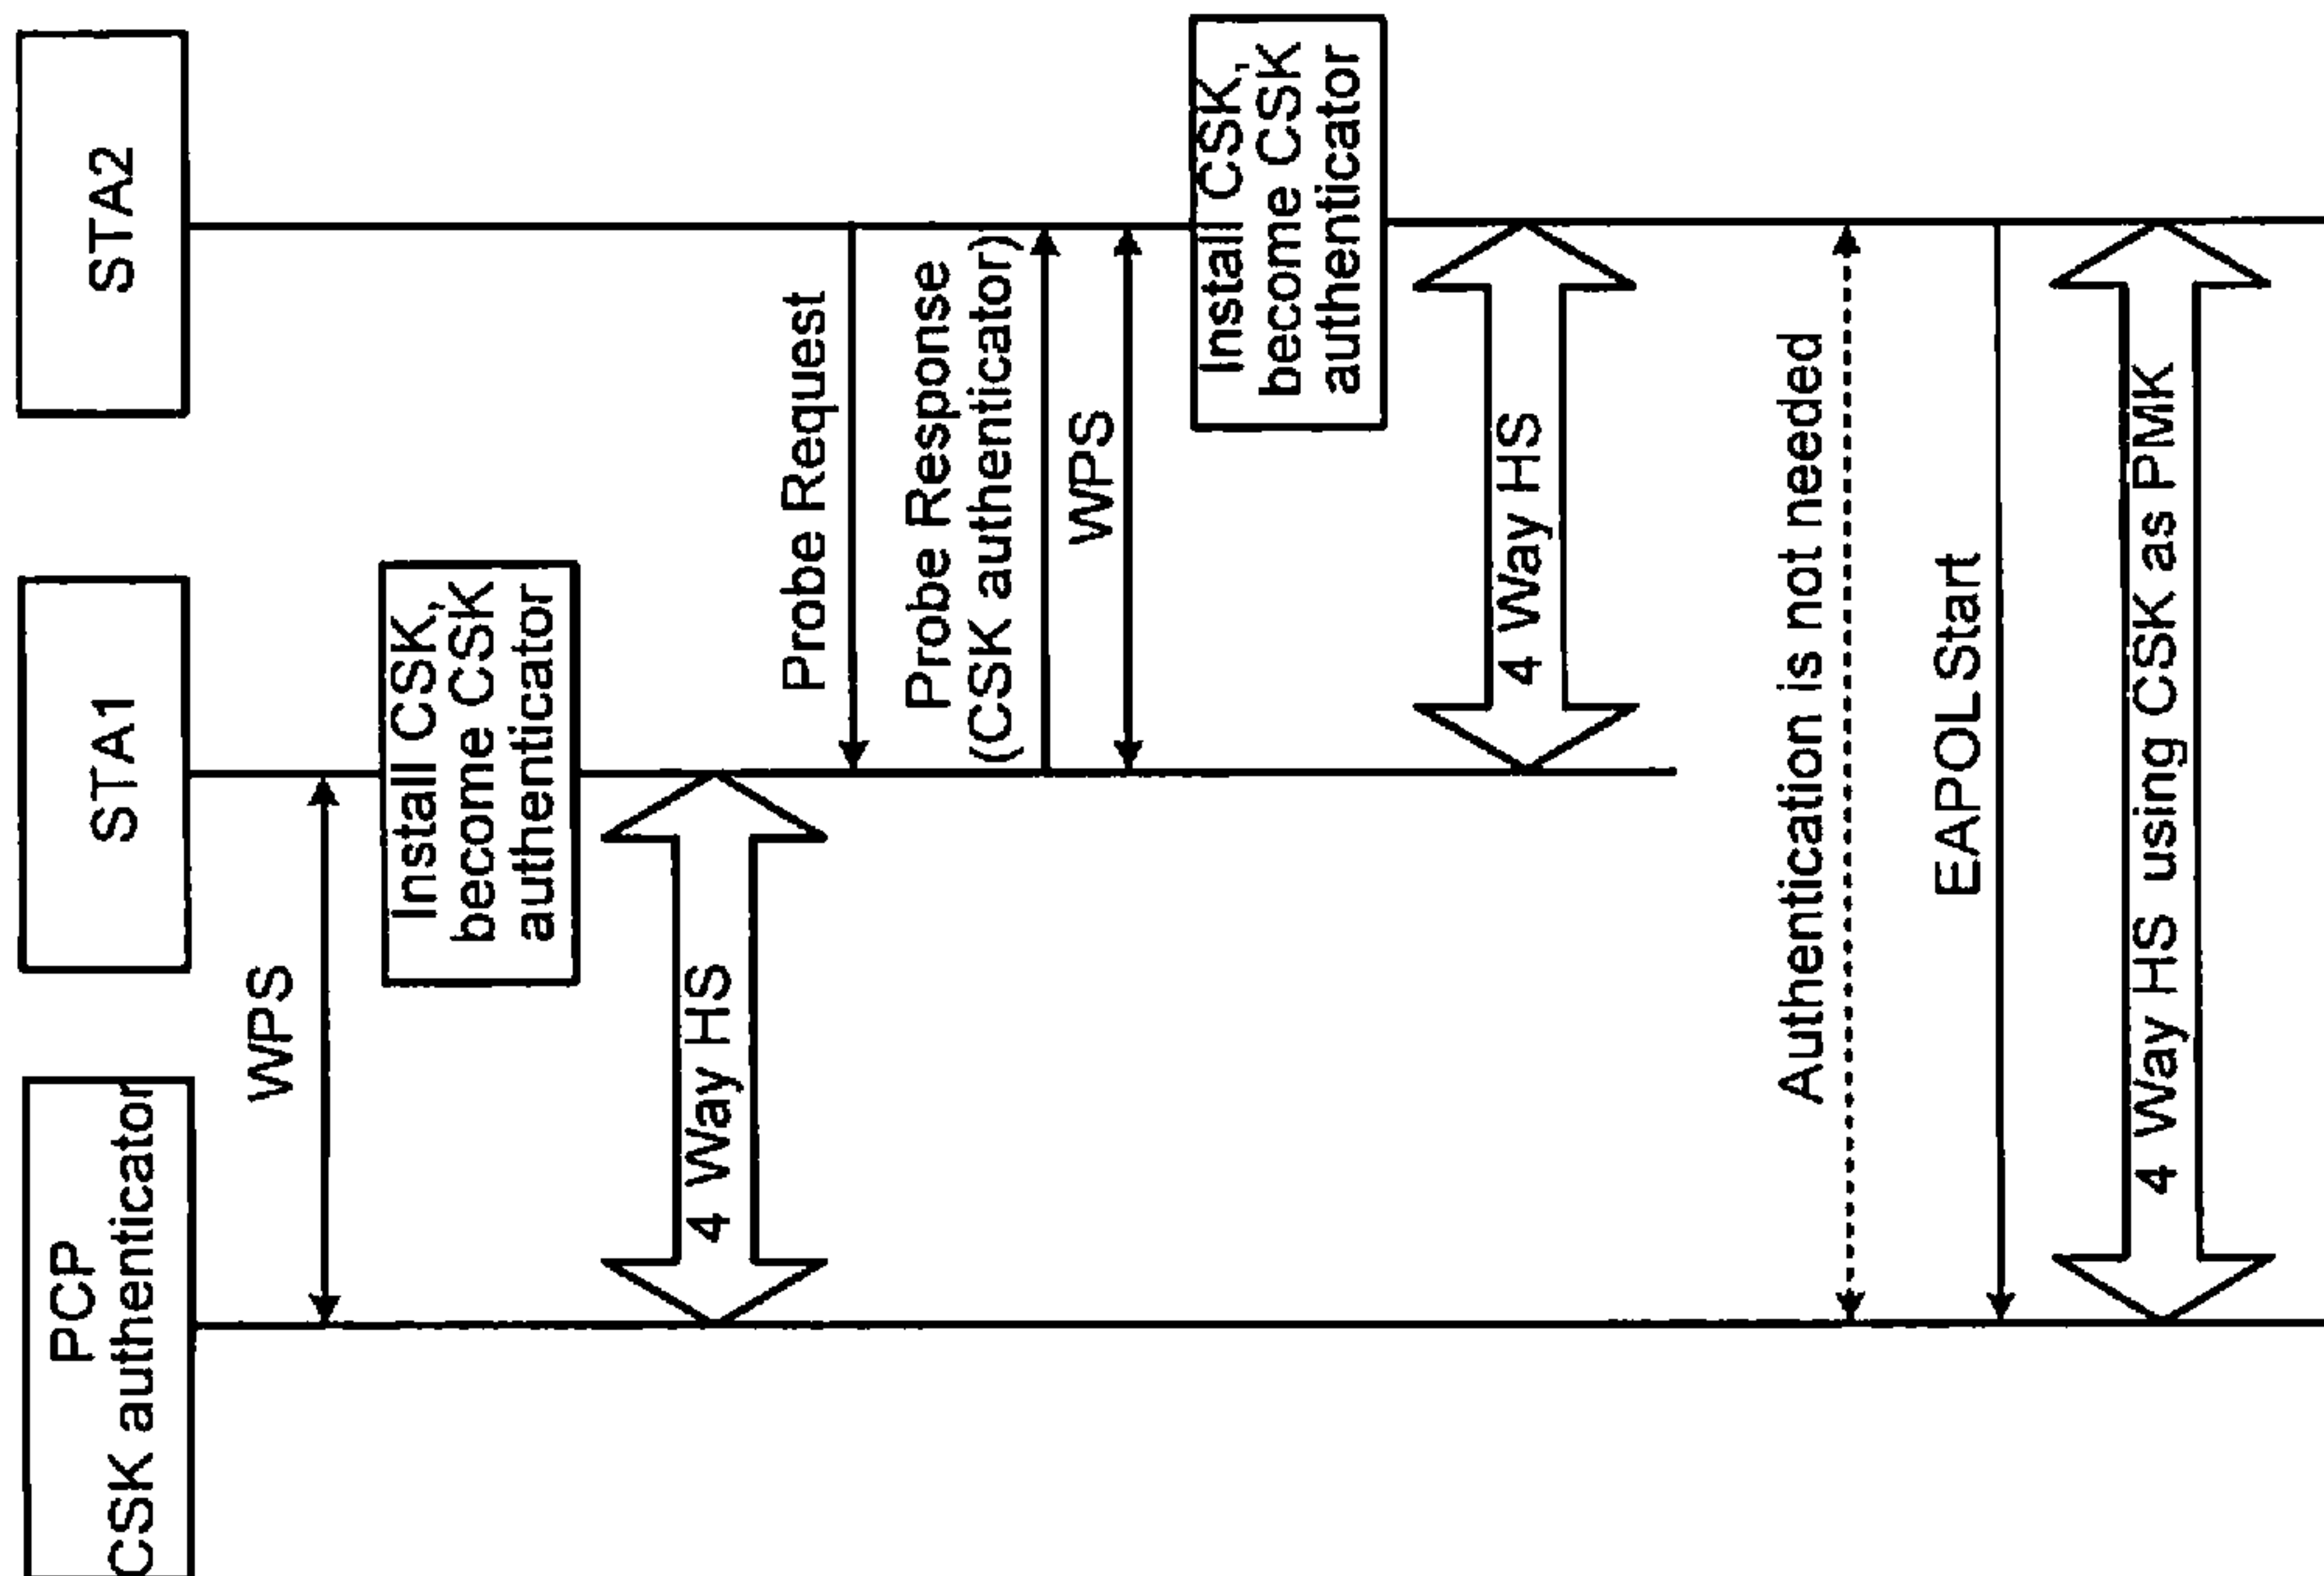 PCP
CSK authenticator
STA1
STA2
WPS
Install CSK,
become CSK
authenticator
4 Way HS
Probe Request
Probe Response
(CSK authenticator)
WPS
Install CSK,
become CSK
authenticator
4 Way HS
Authentication is not needed
EAPOL Start
4 Way HS using CSK as PMK